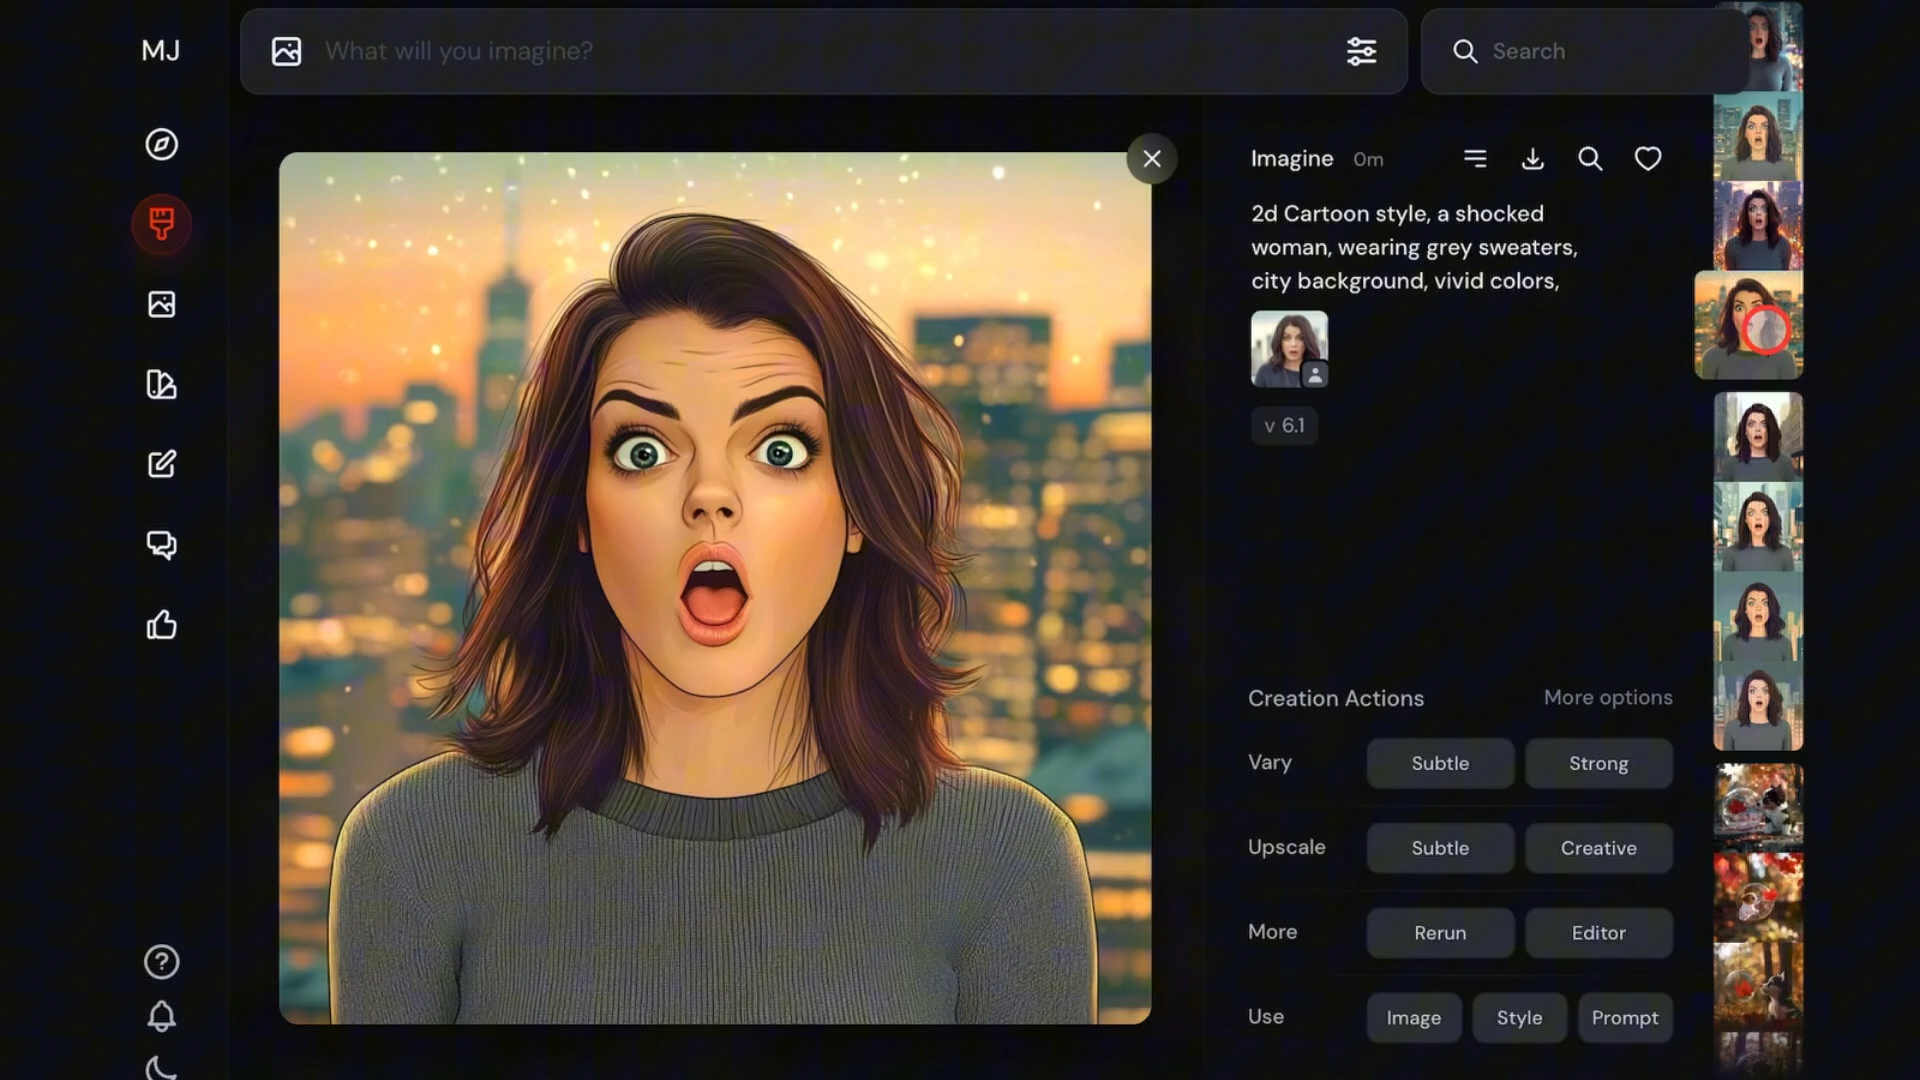 MJ
What will you imagine?
Search
Imagine 0m
2d Cartoon style, a shocked
woman, wearing grey sweaters,
city background, vivid colors,
v 6.1
Creation Actions More options
Vary Subtle Strong
Upscale Subtle Creative
More Rerun Editor
Use Image Style Prompt